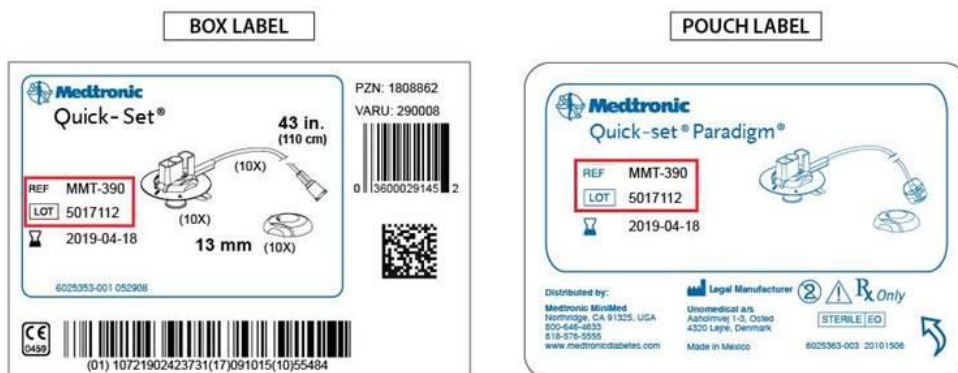 BOX LABEL
Medtronic
Quick-Set®
43 in.
(110 cm)
(10X)
REF MMT-390
LOT 5017112
(10X)
2019-04-18
13 mm (10X)
6025353-001 052908
PZN: 1808862
VARU: 290008
0 3600029145 2
CE
0459
(01) 10721902423731(17)091015(10)55484
POUCH LABEL
Medtronic
Quick-set® Paradigm®
REF MMT-390
LOT 5017112
2019-04-18
Distributed by:
Medtronic MiniMed
Northridge, CA 91325, USA
800-646-4633
818-576-5555
www.medtronicdiabetes.com
Legal Manufacturer
Unomedical a/s
Aaholmvej 1-3, Osted
4320 Lejre, Denmark
Made in Mexico
2
Rx Only
STERILE EO
6025363-003 20101506